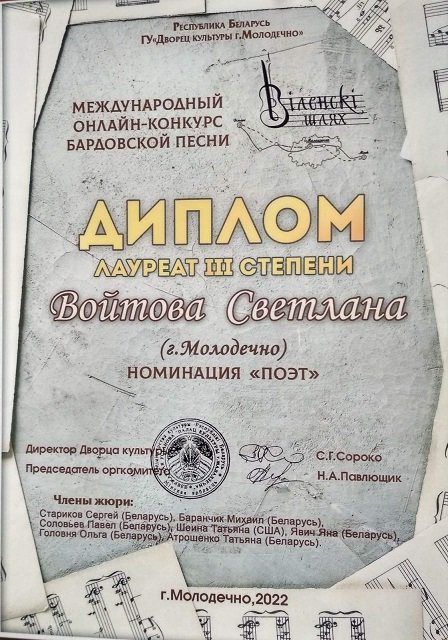 Республика Беларусь
ГУ«Дворец культуры г.Молодечно»
МЕЖДУНАРОДНЫЙ
ОНЛАЙН-КОНКУРС
БАРДОВСКОЙ ПЕСНИ
Віленскі
шлях
ДИПЛОМ
ЛАУРЕАТ III СТЕПЕНИ
Войтова Светлана
(г.Молодечно)
НОМИНАЦИЯ «ПОЭТ»
Директор Дворца культуры С.Г.Сороко
Председатель оргкомитета Н.А.Павлющик
Члены жюри:
Стариков Сергей (Беларусь), Баранчик Михаил (Беларусь),
Соловьев Павел (Беларусь), Шеина Татьяна (США), Явич Яна (Беларусь),
Головня Ольга (Беларусь), Атрошенко Татьяна (Беларусь).
г.Молодечно,2022